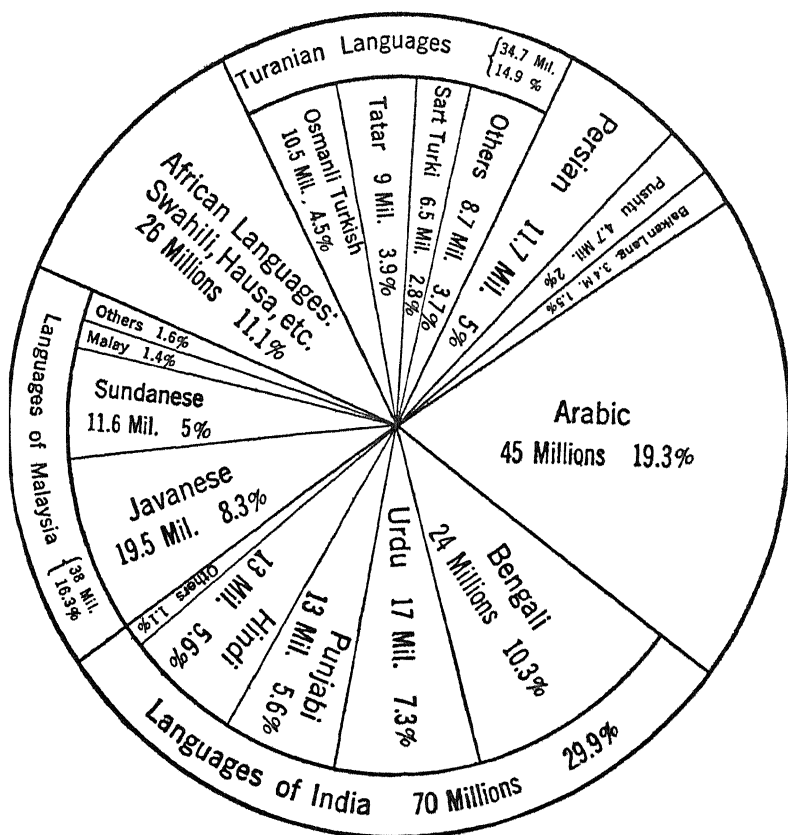 Turanian Languages
{34.7 Mil.
14.9 %
Osmanli Turkish
10.5 Mil., 4.5%
Tatar 9 Mil. 3.9%
Sart Turki 6.5 Mil. 2.8%
Others 8.7 Mil. 3.7%
Persian
11.7 Mil. 5%
Pushtu 4.7 Mil. 2%
Balkan Lang. 3.4 M. 1.5%
Arabic
45 Millions 19.3%
Bengali
24 Millions 10.3%
Urdu 17 Mil. 7.3%
Punjabi
13 Mil. 5.6%
Hindi
13 Mil. 5.6%
Others 1.1%
Languages of India 70 Millions 29.9%
Javanese
19.5 Mil. 8.3%
Sundanese
11.6 Mil. 5%
Malay 1.4%
Others 1.6%
Languages of Malaysia
{38 Mil.
16.3%
African Languages:
Swahili, Hausa, etc.
26 Millions 11.1%